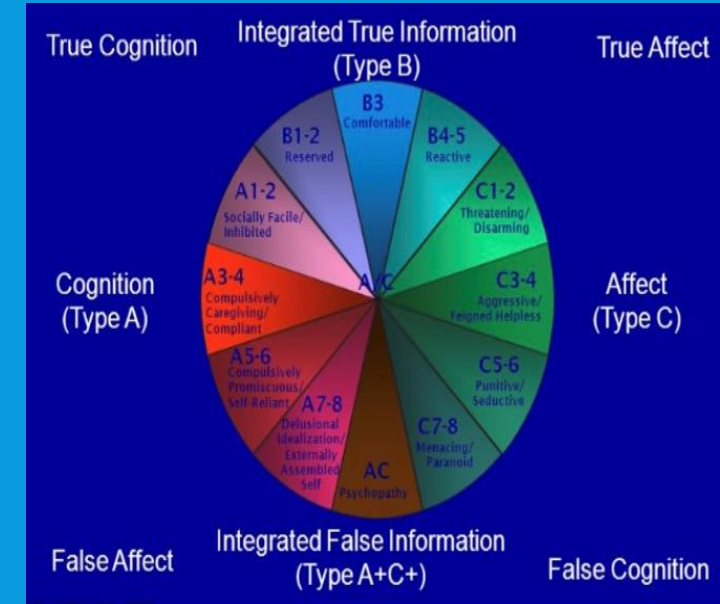 True Cognition
Integrated True Information
(Type B)
True Affect
B3
Comfortable
B1-2
Reserved
B4-5
Reactive
A1-2
Socially Facile/
Inhibited
C1-2
Threatening/
Disarming
Cognition
(Type A)
A3-4
Compulsively
Caregiving/
Compliant
A/C
C3-4
Aggressive/
Feigned Helpless
Affect
(Type C)
A5-6
Compulsively
Promiscuous/
Self-Reliant
C5-6
Punitive/
Seductive
A7-8
Delusional
Idealization/
Externally
Assembled
Self
C7-8
Menacing/
Paranoid
AC
Psychopathy
False Affect
Integrated False Information
(Type A+C+)
False Cognition